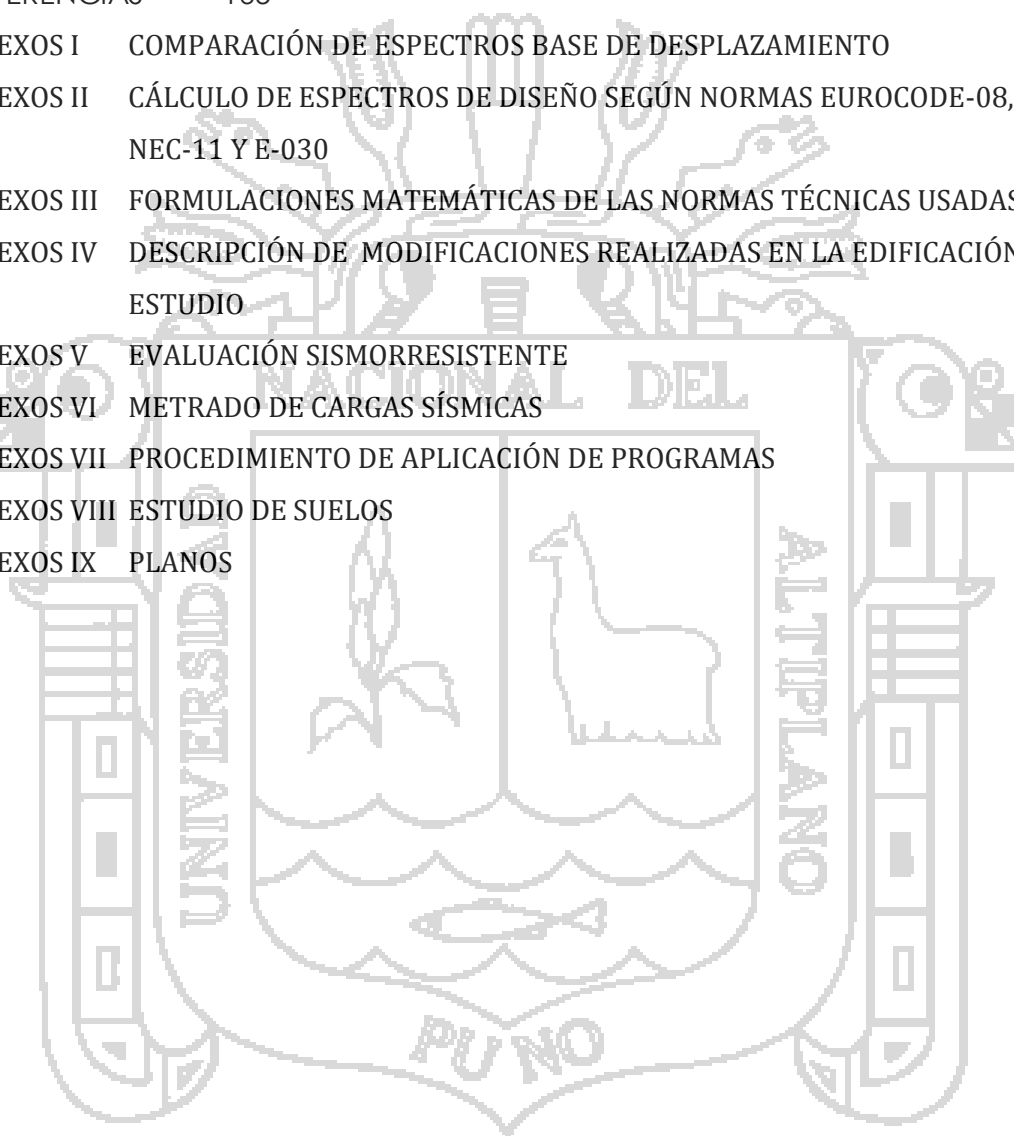 EXOS I COMPARACIÓN DE ESPECTROS BASE DE DESPLAZAMIENTO
EXOS II CÁLCULO DE ESPECTROS DE DISEÑO SEGÚN NORMAS EUROCODE-08,
NEC-11 Y E-030
EXOS III FORMULACIONES MATEMÁTICAS DE LAS NORMAS TÉCNICAS USADAS
EXOS IV DESCRIPCIÓN DE MODIFICACIONES REALIZADAS EN LA EDIFICACIÓN
ESTUDIO
EXOS V EVALUACIÓN SISMORRESISTENTE
NACIONAL DEL
EXOS VI METRADO DE CARGAS SÍSMICAS
EXOS VII PROCEDIMIENTO DE APLICACIÓN DE PROGRAMAS
EXOS VIII ESTUDIO DE SUELOS
EXOS IX PLANOS
UNIVERSIDAD
ALTIPLANO
PUNO